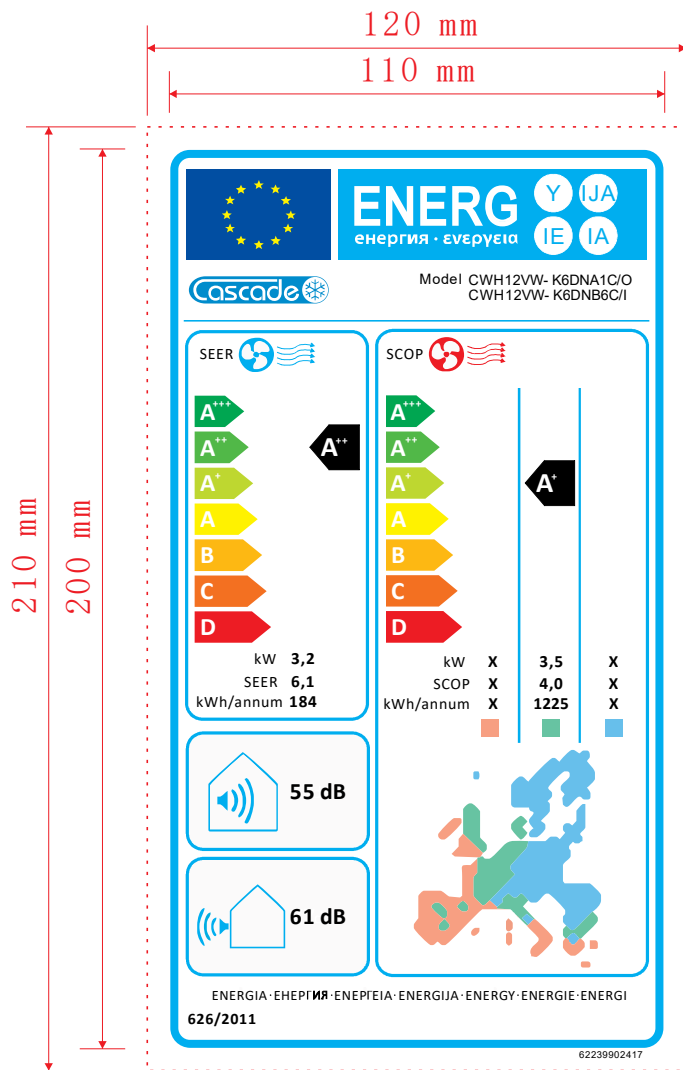 120 mm
110 mm
210 mm
200 mm
ENERG
енергия · ενεργεια
Y IJA
IE IA
Cascade
Model CWH12VW- K6DNA1C/O
CWH12VW- K6DNB6C/I
SEER
A+++
A++
A+
A
B
C
D
A++
kW 3,2
SEER 6,1
kWh/annum 184
SCOP
A+++
A++
A+
A
B
C
D
A+
kW X 3,5 X
SCOP X 4,0 X
kWh/annum X 1225 X
55 dB
61 dB
ENERGIA·ЕНЕРГИЯ·ΕΝΕΡΓΕΙΑ·ENERGIJA·ENERGY·ENERGIE·ENERGI
626/2011
62239902417